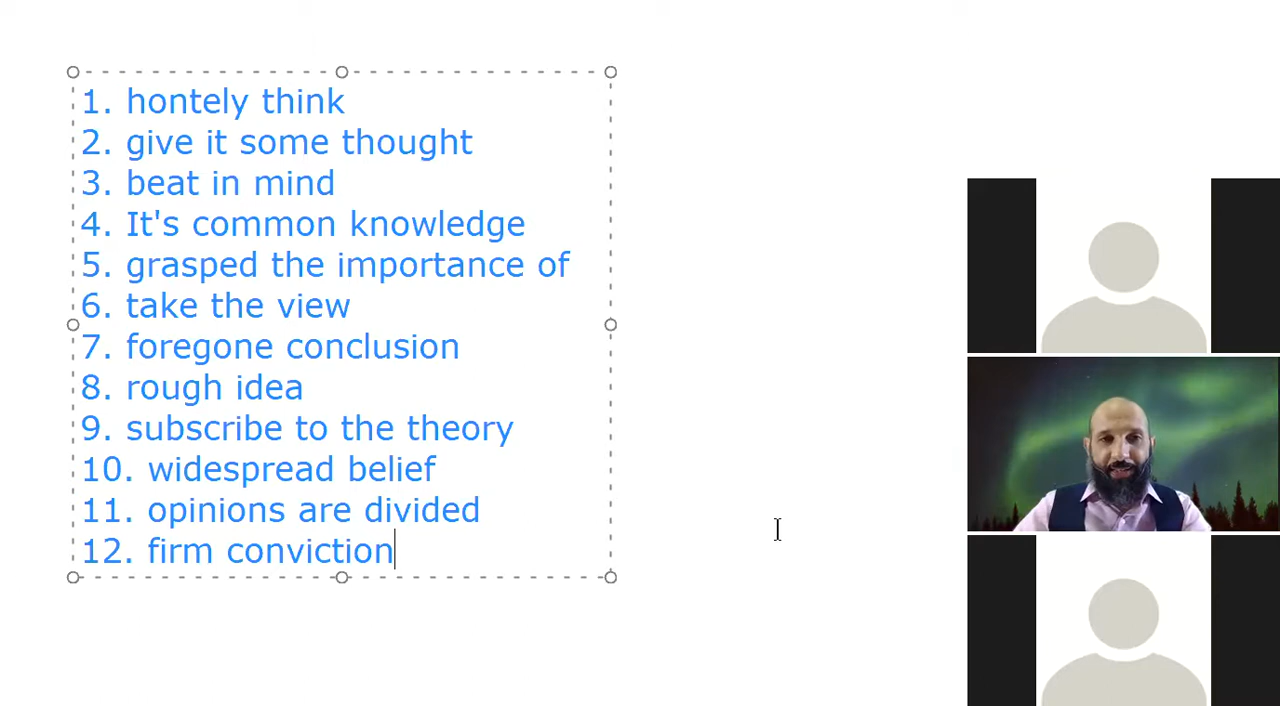 1. hontely think
2. give it some thought
3. beat in mind
4. It's common knowledge
5. grasped the importance of
6. take the view
7. foregone conclusion
8. rough idea
9. subscribe to the theory
10. widespread belief
11. opinions are divided
12. firm conviction